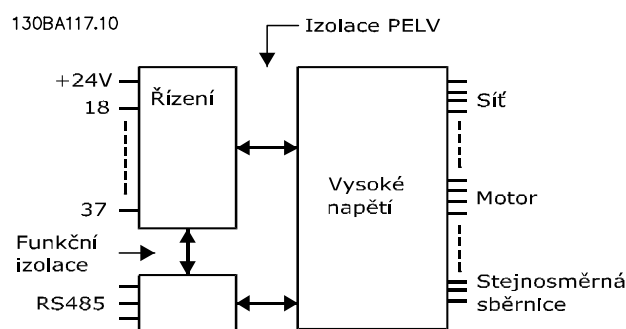 130BA117.10
Izolace PELV
+24V
18
Řízení
Síť
Vysoké
napětí
Motor
37
Funkční
izolace
Stejnosměrná
sběrnice
RS485